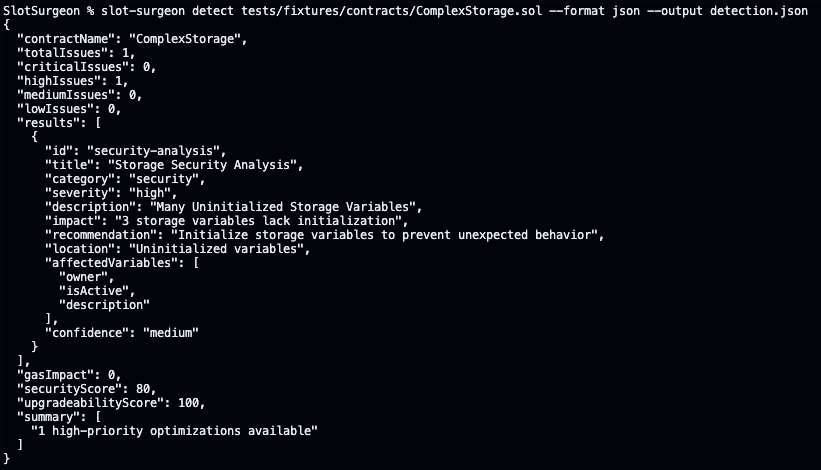 SlotSurgeon % slot-surgeon detect tests/fixtures/contracts/ComplexStorage.sol --format json --output detection.json
{
  "contractName": "ComplexStorage",
  "totalIssues": 1,
  "criticalIssues": 0,
  "highIssues": 1,
  "mediumIssues": 0,
  "lowIssues": 0,
  "results": [
    {
      "id": "security-analysis",
      "title": "Storage Security Analysis",
      "category": "security",
      "severity": "high",
      "description": "Many Uninitialized Storage Variables",
      "impact": "3 storage variables lack initialization",
      "recommendation": "Initialize storage variables to prevent unexpected behavior",
      "location": "Uninitialized variables",
      "affectedVariables": [
        "owner",
        "isActive",
        "description"
      ],
      "confidence": "medium"
    }
  ],
  "gasImpact": 0,
  "securityScore": 80,
  "upgradeabilityScore": 100,
  "summary": [
    "1 high-priority optimizations available"
  ]
}